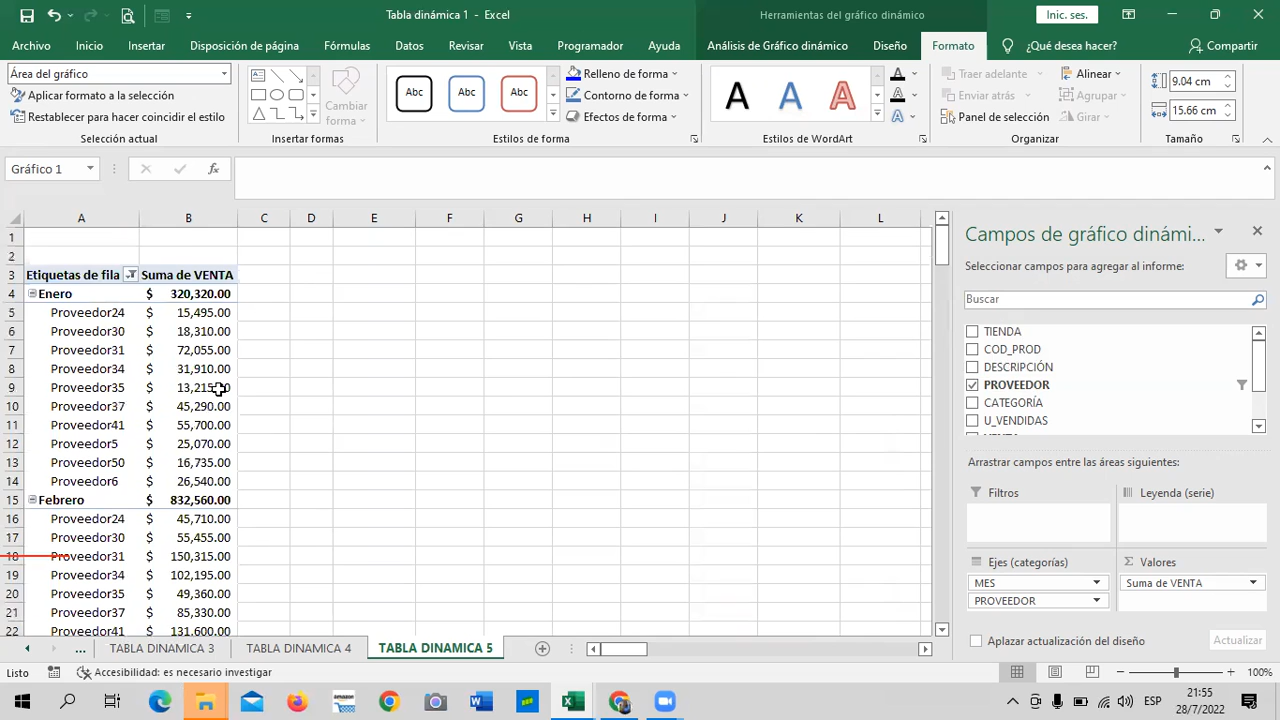 Tabla dinámica 1 - Excel
Herramientas del gráfico dinámico
Inic. ses.
Archivo Inicio Insertar Disposición de página Fórmulas Datos Revisar Vista Programador Ayuda Análisis de Gráfico dinámico Diseño Formato ¿Qué desea hacer? Compartir
Área del gráfico
Aplicar formato a la selección
Restablecer para hacer coincidir el estilo
Selección actual
Cambiar
forma
Insertar formas
Abc Abc Abc
Relleno de forma
Contorno de forma
Efectos de forma
Estilos de forma
A A A
Estilos de WordArt
Traer adelante
Enviar atrás
Panel de selección
Alinear
Agrupar
Girar
Organizar
9.04 cm
15.66 cm
Tamaño
Gráfico 1
fx
A B C D E F G H I J K L
1
2
3 Etiquetas de fila Suma de VENTA
4 Enero $ 320,320.00
5 Proveedor24 $ 15,495.00
6 Proveedor30 $ 18,310.00
7 Proveedor31 $ 72,055.00
8 Proveedor34 $ 31,910.00
9 Proveedor35 $ 13,215.00
10 Proveedor37 $ 45,290.00
11 Proveedor41 $ 55,700.00
12 Proveedor5 $ 25,070.00
13 Proveedor50 $ 16,735.00
14 Proveedor6 $ 26,540.00
15 Febrero $ 832,560.00
16 Proveedor24 $ 45,710.00
17 Proveedor30 $ 55,455.00
18 Proveedor31 $ 150,315.00
19 Proveedor34 $ 102,195.00
20 Proveedor35 $ 49,360.00
21 Proveedor37 $ 85,330.00
22 Proveedor41 $ 131,600.00
Campos de gráfico dinámi...
Seleccionar campos para agregar al informe:
Buscar
TIENDA
COD_PROD
DESCRIPCIÓN
PROVEEDOR
CATEGORÍA
U_VENDIDAS
Arrastrar campos entre las áreas siguientes:
Filtros
Leyenda (serie)
Ejes (categorías)
MES
PROVEEDOR
Σ Valores
Suma de VENTA
Aplazar actualización del diseño
Actualizar
... TABLA DINAMICA 3 TABLA DINAMICA 4 TABLA DINAMICA 5
Listo
Accesibilidad: es necesario investigar
100%
amazon
ESP
21:55
28/7/2022